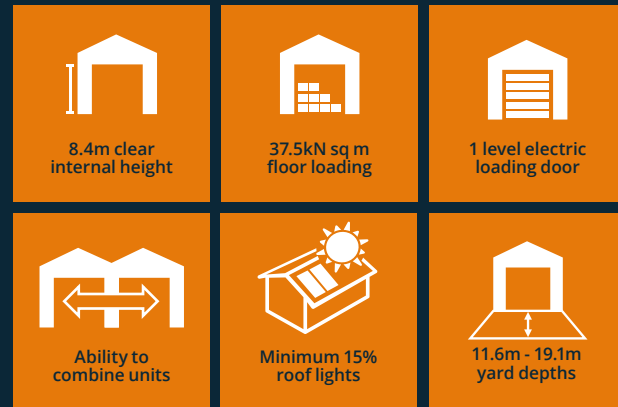 8.4m clear
internal height
37.5kN sq m
floor loading
1 level electric
loading door
Ability to
combine units
Minimum 15%
roof lights
11.6m - 19.1m
yard depths